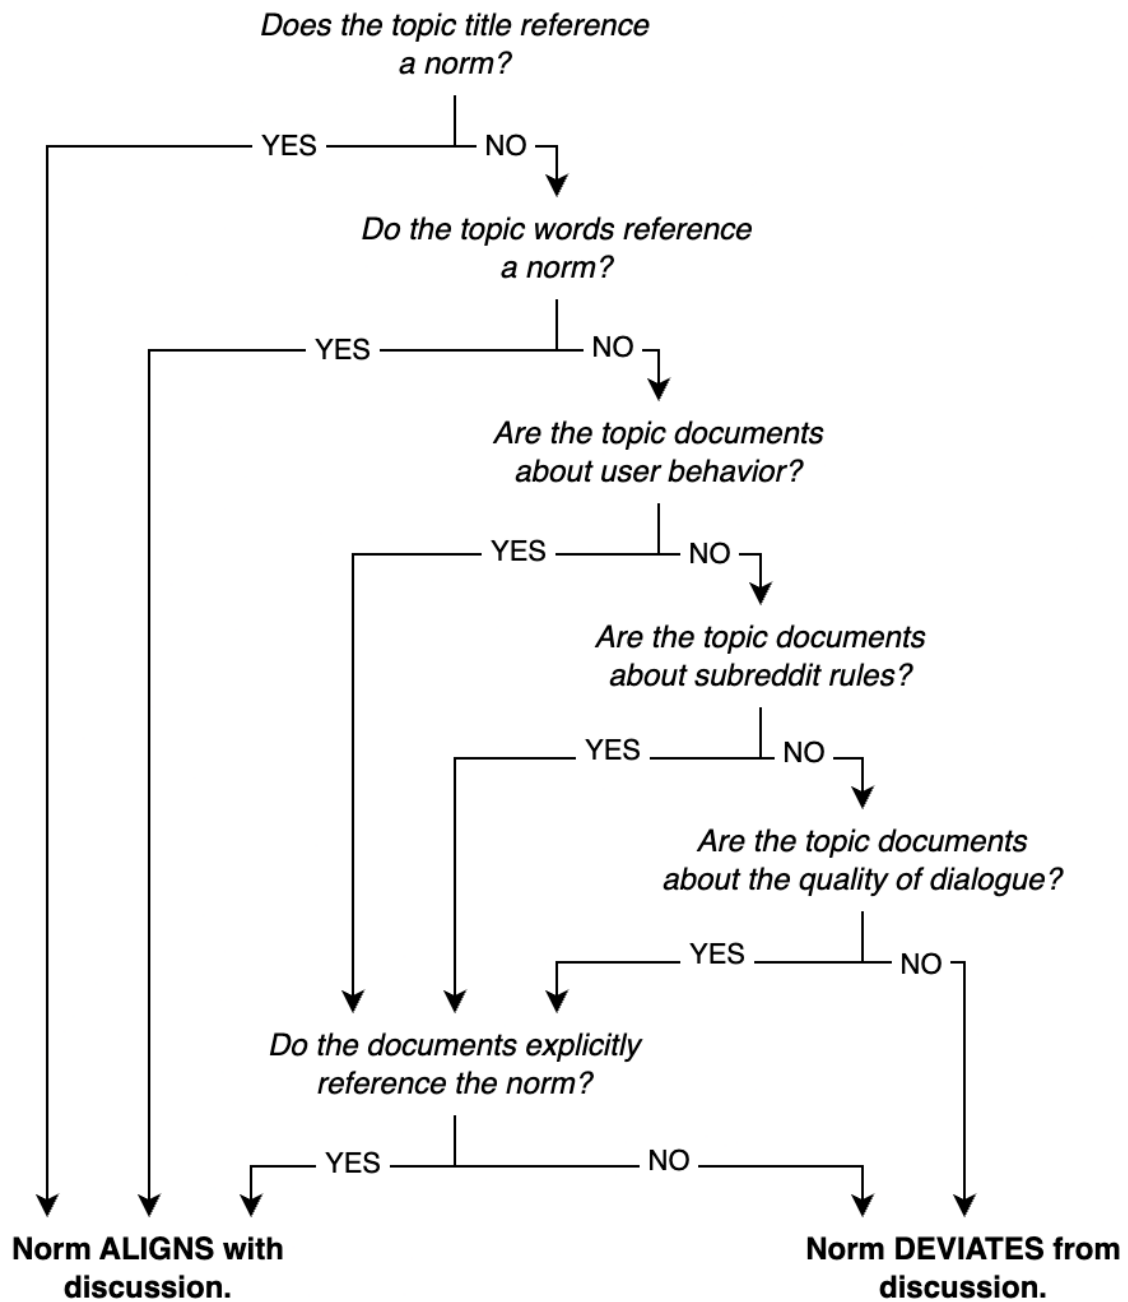 Does the topic title reference
a norm?
YES
NO
Do the topic words reference
a norm?
YES
NO
Are the topic documents
about user behavior?
YES
NO
Are the topic documents
about subreddit rules?
YES
NO
Are the topic documents
about the quality of dialogue?
YES
NO
Do the documents explicitly
reference the norm?
YES
NO
Norm ALIGNS with
discussion.
Norm DEVIATES from
discussion.